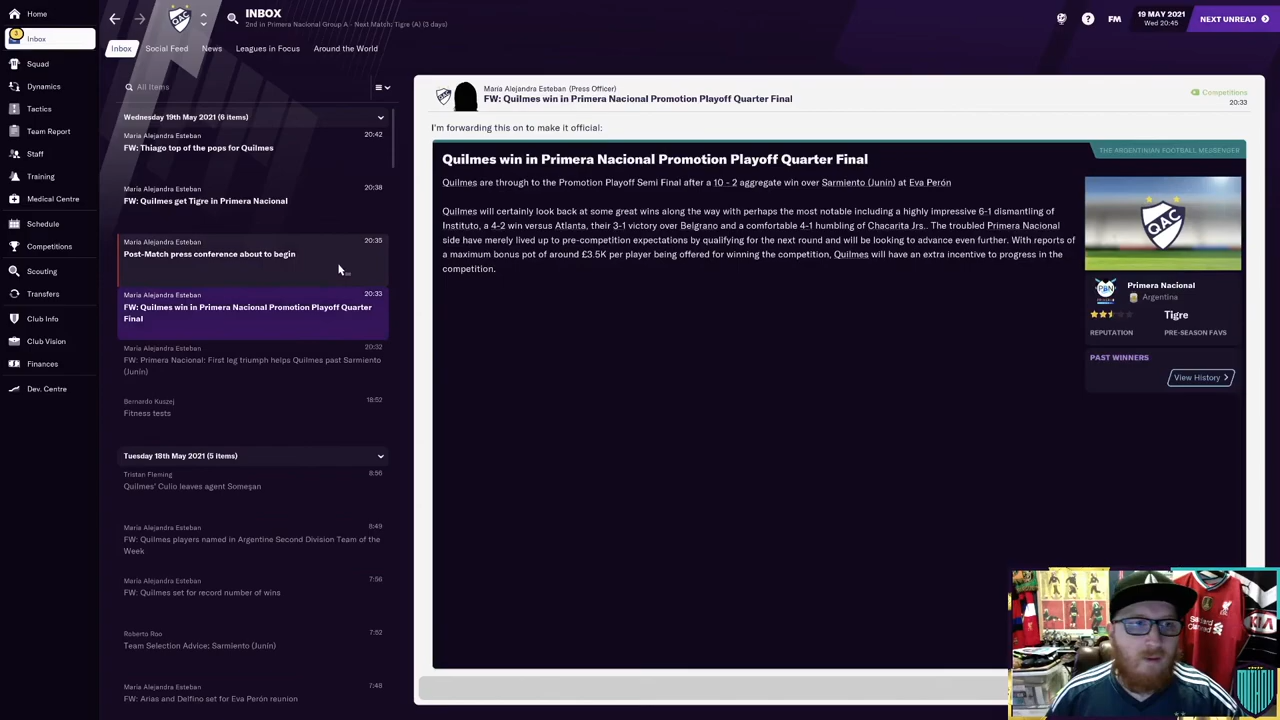 Home
3
Inbox
Squad
Dynamics
Tactics
Team Report
Staff
Training
Medical Centre
Schedule
Competitions
Scouting
Transfers
Club Info
Club Vision
Finances
Dev. Centre
QAC
INBOX
2nd in Primera Nacional Group A - Next Match: Tigre (A) (3 days)
FM
19 MAY 2021
Wed 20:45
NEXT UNREAD
Inbox
Social Feed
News
Leagues in Focus
Around the World
All Items
Wednesday 19th May 2021 (6 items)
María Alejandra Esteban
20:42
FW: Thiago top of the pops for Quilmes
María Alejandra Esteban
20:38
FW: Quilmes get Tigre in Primera Nacional
María Alejandra Esteban
20:35
Post-Match press conference about to begin
María Alejandra Esteban
20:33
FW: Quilmes win in Primera Nacional Promotion Playoff Quarter
Final
María Alejandra Esteban
20:32
FW: Primera Nacional: First leg triumph helps Quilmes past Sarmiento
(Junín)
Bernardo Kuszej
18:52
Fitness tests
Tuesday 18th May 2021 (5 items)
Tristan Fleming
8:56
Quilmes' Culio leaves agent Someşan
María Alejandra Esteban
8:49
FW: Quilmes players named in Argentine Second Division Team of the
Week
María Alejandra Esteban
7:56
FW: Quilmes set for record number of wins
Roberto Roo
7:52
Team Selection Advice; Sarmiento (Junín)
María Alejandra Esteban
7:48
FW: Arias and Delfino set for Eva Perón reunion
María Alejandra Esteban (Press Officer)
FW: Quilmes win in Primera Nacional Promotion Playoff Quarter Final
Competitions
20:33
I'm forwarding this on to make it official:
THE ARGENTINIAN FOOTBALL MESSENGER
Quilmes win in Primera Nacional Promotion Playoff Quarter Final
Quilmes are through to the Promotion Playoff Semi Final after a 10 - 2 aggregate win over Sarmiento (Junín) at Eva Perón
Quilmes will certainly look back at some great wins along the way with perhaps the most notable including a highly impressive 6-1 dismantling of
Instituto, a 4-2 win versus Atlanta, their 3-1 victory over Belgrano and a comfortable 4-1 humbling of Chacarita Jrs.. The troubled Primera Nacional
side have merely lived up to pre-competition expectations by qualifying for the next round and will be looking to advance even further. With reports of
a maximum bonus pot of around £3.5K per player being offered for winning the competition, Quilmes will have an extra incentive to progress in the
competition.
QAC
Primera Nacional
Argentina
Tigre
REPUTATION
PRE-SEASON FAVS
PAST WINNERS
View History
Standard
Chartered
KIA